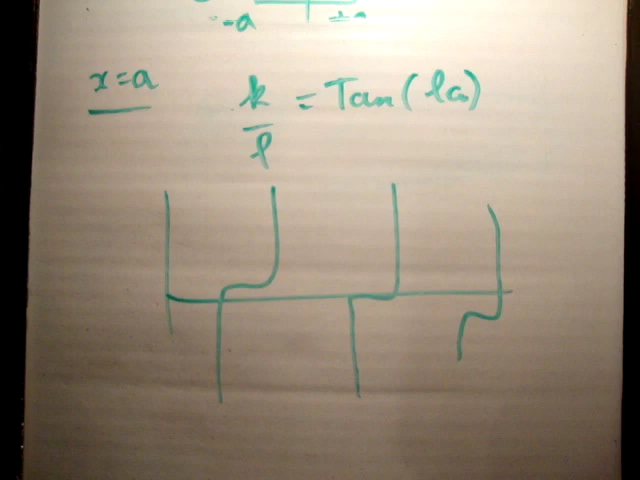 -a +a
x=a
k/ℓ = Tan(ℓa)